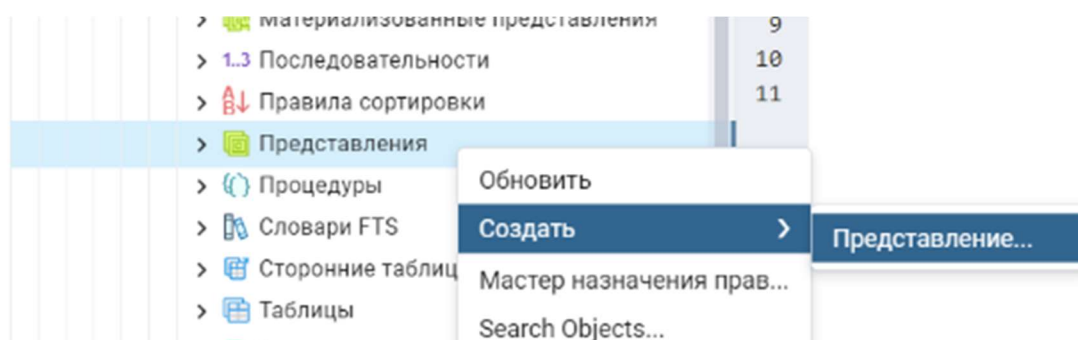 Материализованные представления
1..3 Последовательности
Правила сортировки
Представления
Процедуры
Словари FTS
Сторонние таблиц
Таблицы
9
10
11
Обновить
Создать
Мастер назначения прав...
Search Objects...
Представление...